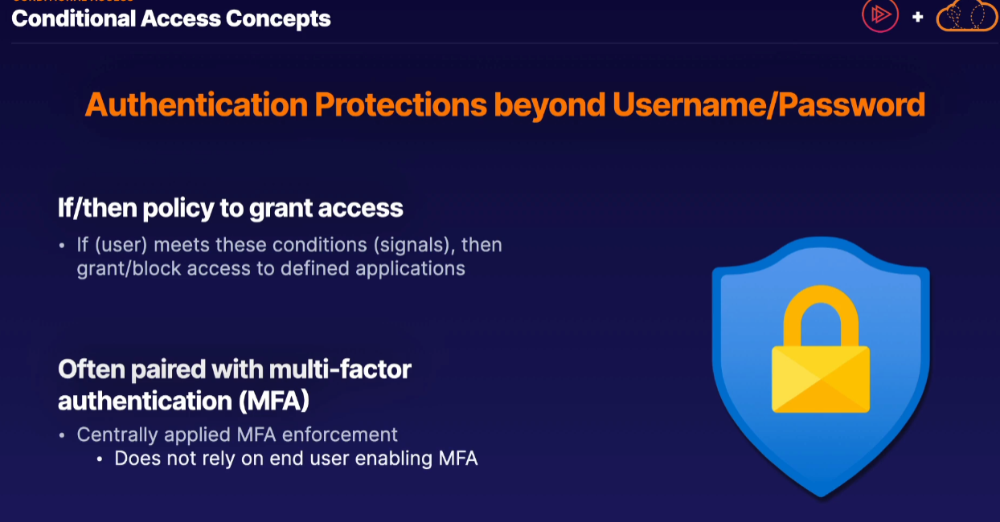 CONDITIONAL ACCESS
Conditional Access Concepts
+
Authentication Protections beyond Username/Password
If/then policy to grant access
• If (user) meets these conditions (signals), then
grant/block access to defined applications
Often paired with multi-factor
authentication (MFA)
• Centrally applied MFA enforcement
• Does not rely on end user enabling MFA